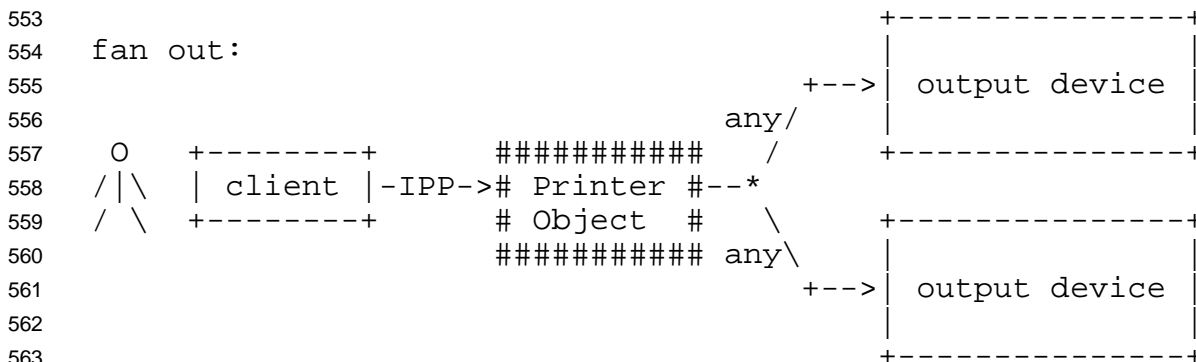 553                                            +----------------+
554  fan out:                                  |                |
555                                        +-->| output device  |
556                                    any/    |                |
557   O    +--------+       ###########   /     +----------------+
558  /|\   | client |-IPP-># Printer #--*
559  / \   +--------+       # Object  #   \     +----------------+
560                         ########### any\    |                |
561                                        +-->| output device  |
562                                            |                |
563                                            +----------------+